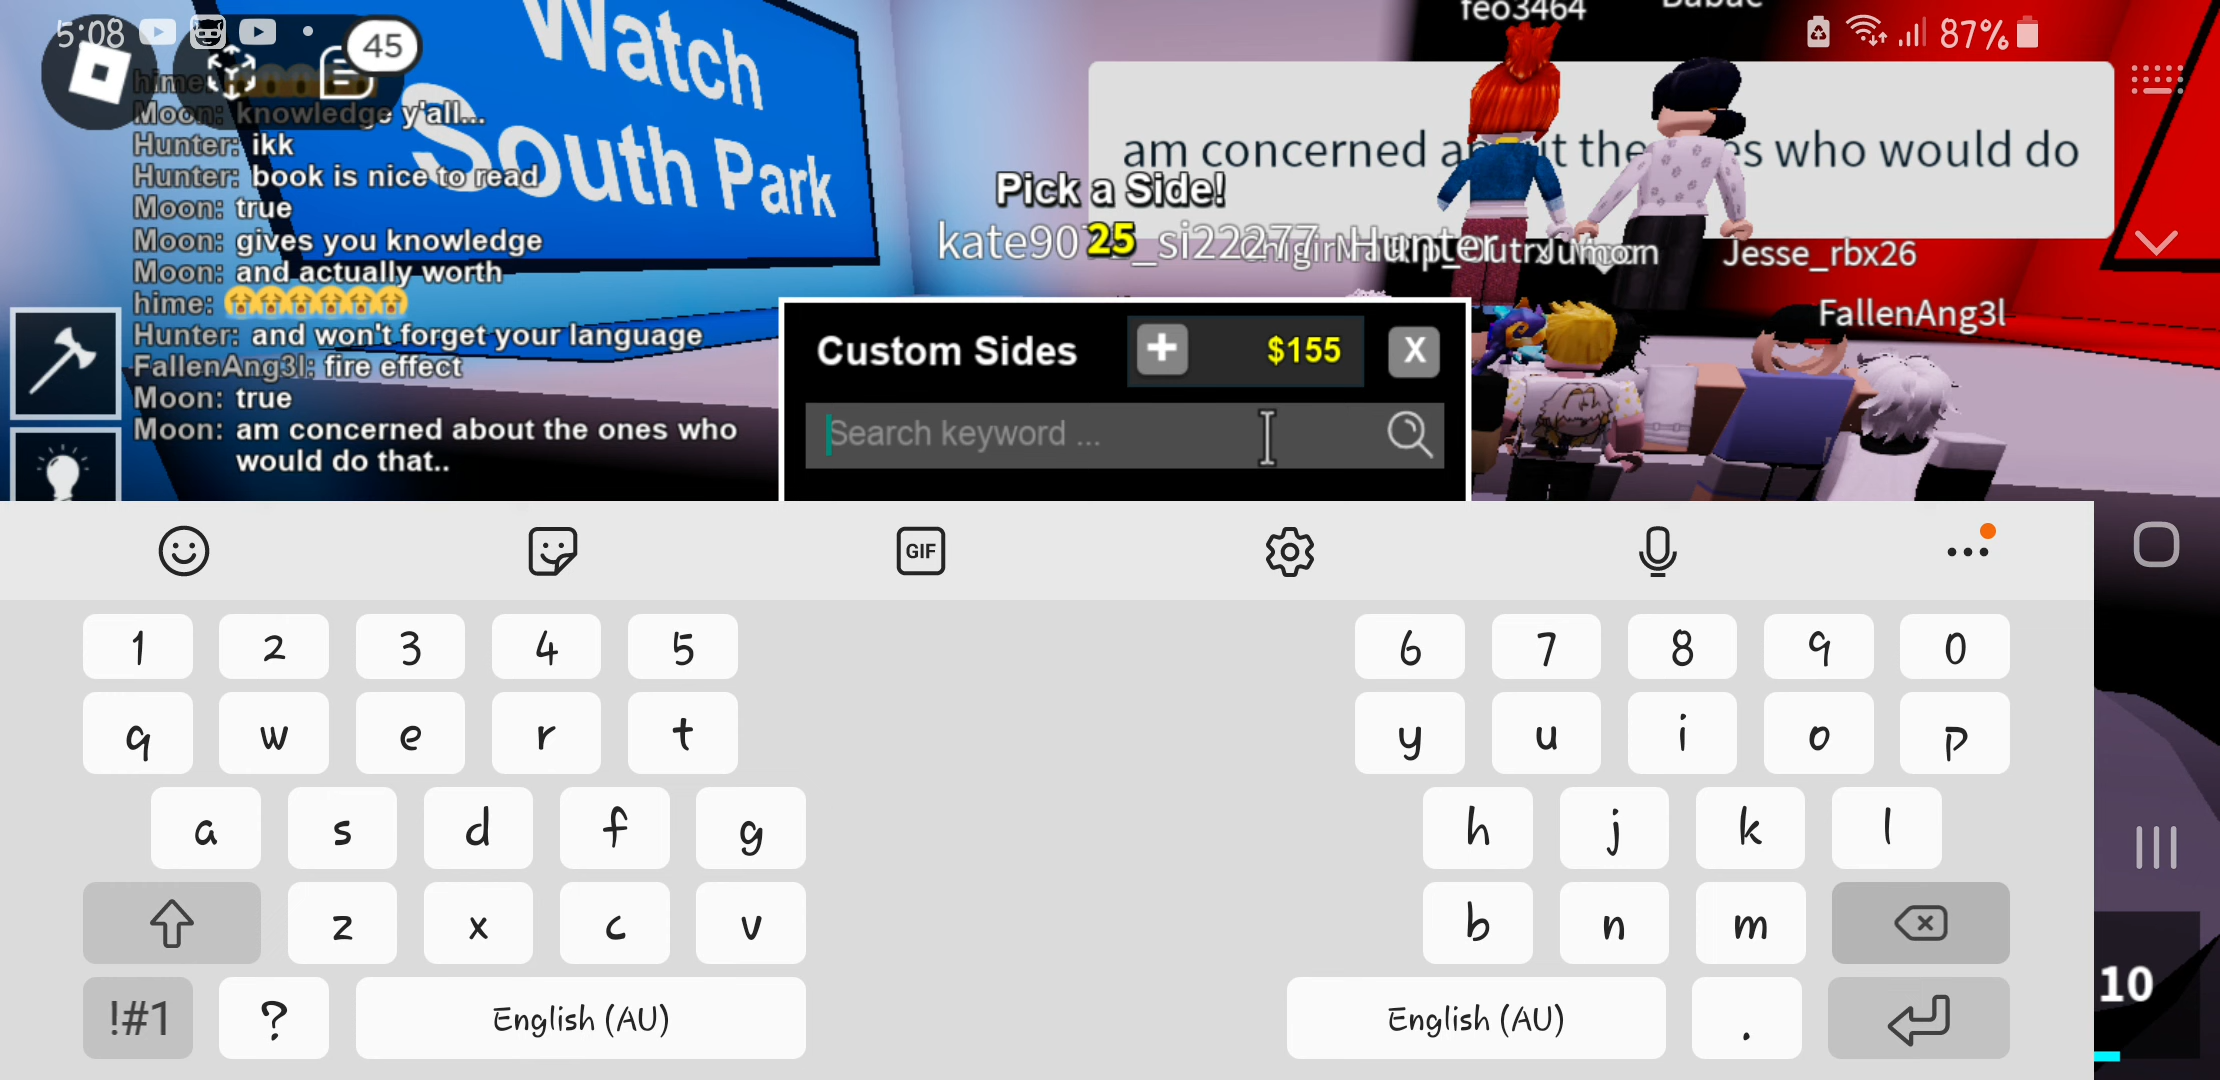 5:08
87%
45
Watch
South Park
feo3464
hime:
Moon: knowledge y'all...
Hunter: ikk
Hunter: book is nice to read
Moon: true
Moon: gives you knowledge
Moon: and actually worth
hime: 😭😭😭😭😭😭
Hunter: and won't forget your language
FallenAng3l: fire effect
Moon: true
Moon: am concerned about the ones who
would do that..
am concerned about the ones who would do
Pick a Side!
25
Hunter
Jesse_rbx26
FallenAng3l
Custom Sides
+
$155
X
Search keyword ...
GIF
1 2 3 4 5 6 7 8 9 0
q w e r t y u i o p
a s d f g h j k l
z x c v b n m
!#1 ? English (AU) English (AU) .
10